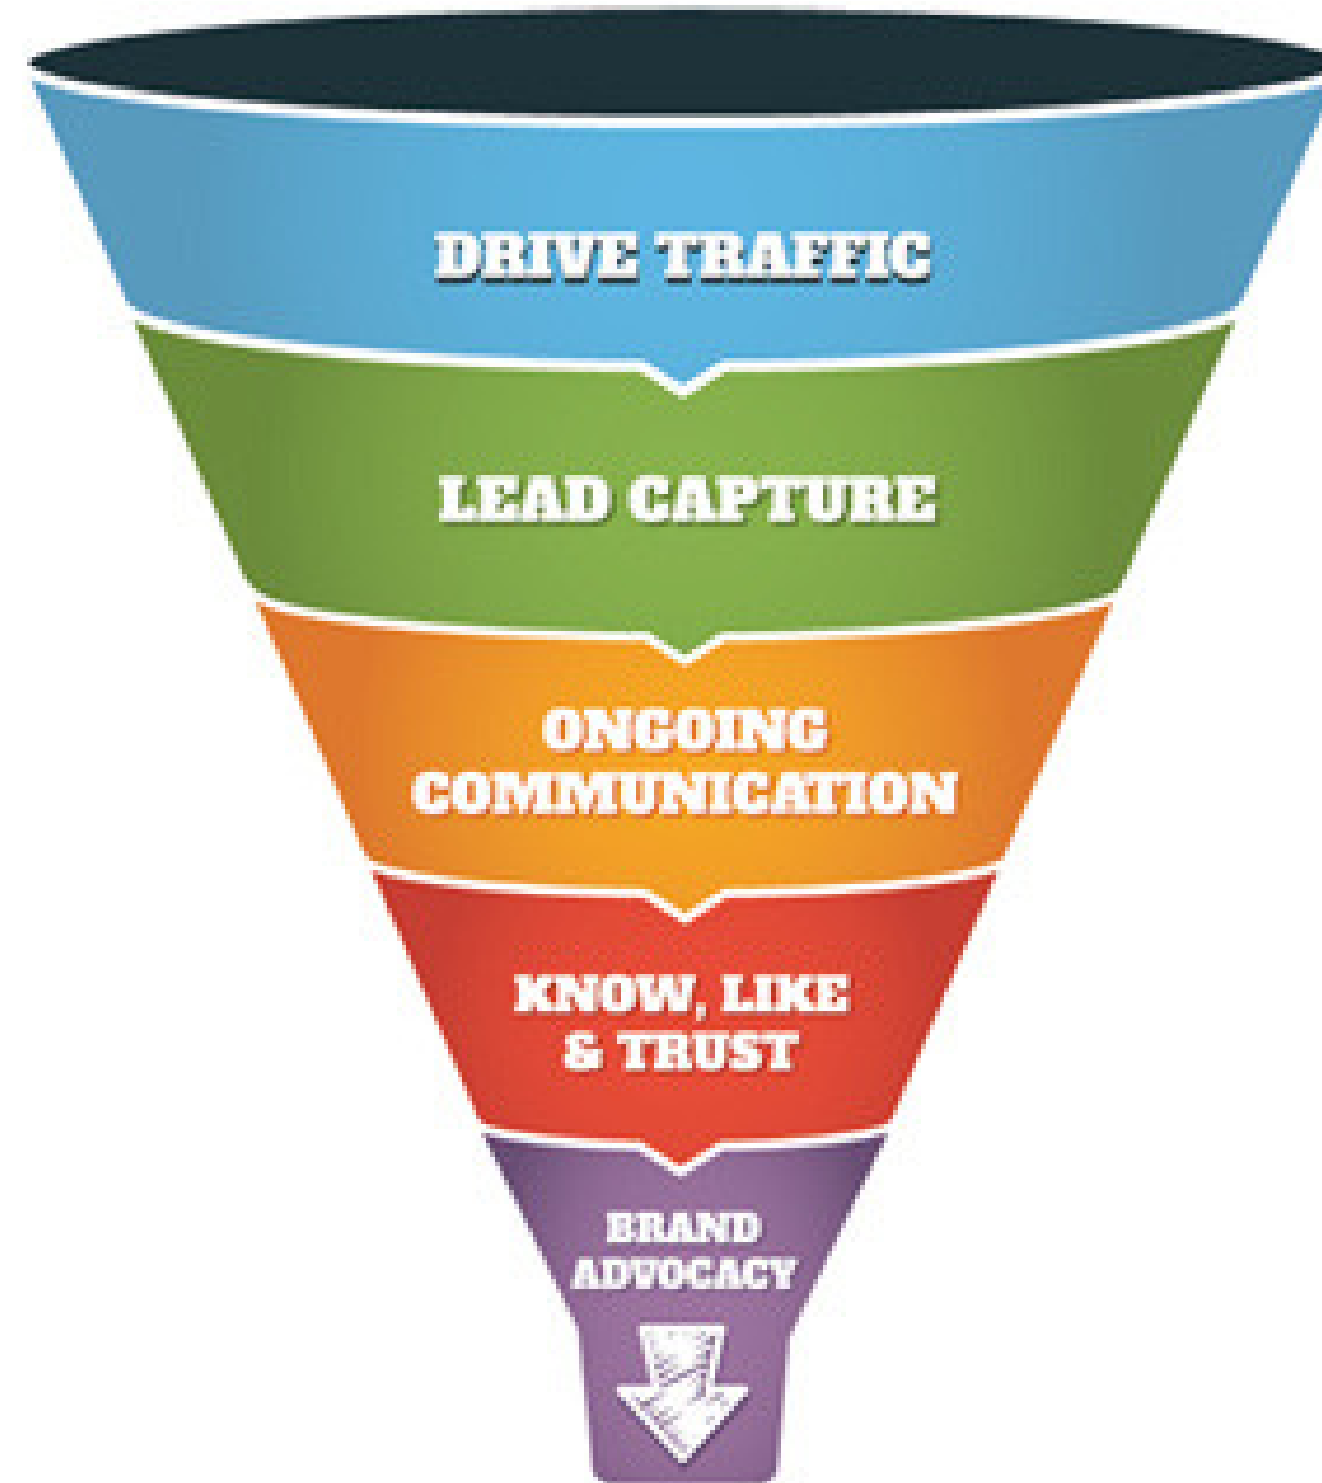 DRIVE TRAFFIC
LEAD CAPTURE
ONGOING
COMMUNICATION
KNOW, LIKE
& TRUST
BRAND
ADVOCACY